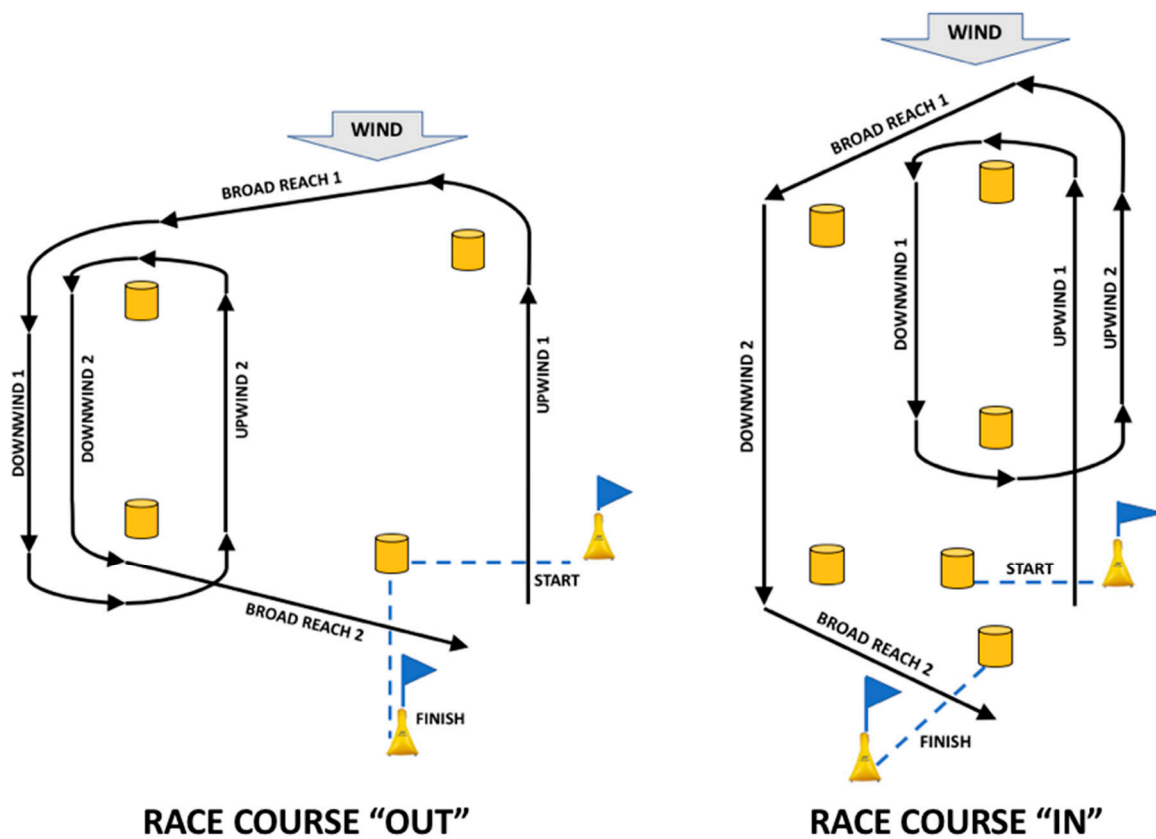 WIND
BROAD REACH 1
DOWNWIND 1
DOWNWIND 2
UPWIND 2
UPWIND 1
START
BROAD REACH 2
FINISH
RACE COURSE “OUT”
WIND
BROAD REACH 1
DOWNWIND 1
UPWIND 1
UPWIND 2
DOWNWIND 2
START
BROAD REACH 2
FINISH
RACE COURSE “IN”